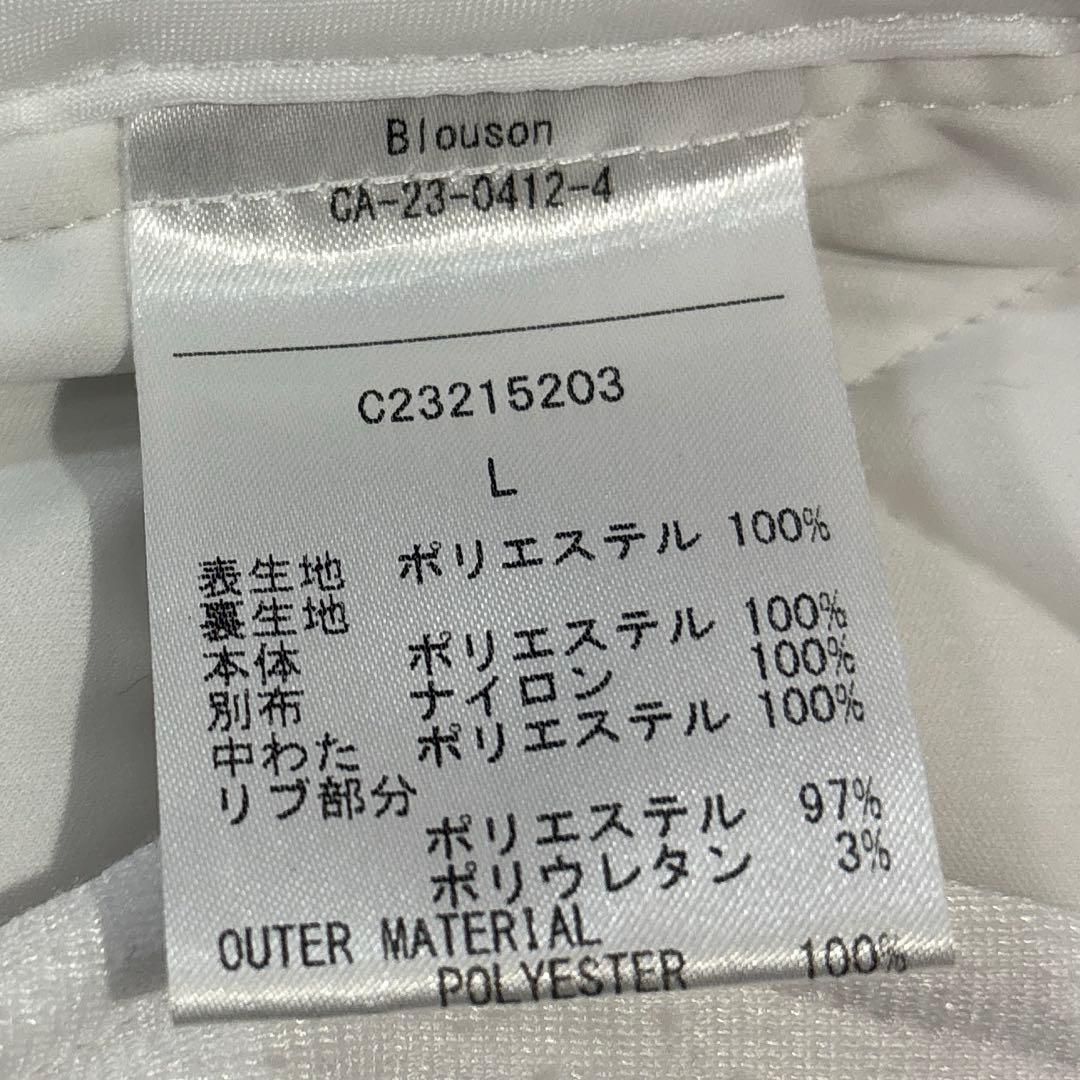 Blouson
CA-23-0412-4
C23215203
L
表生地 ポリエステル 100%
裏生地
本体 ポリエステル 100%
別布 ナイロン 100%
中わた ポリエステル 100%
リブ部分
ポリエステル 97%
ポリウレタン 3%
OUTER MATERIAL
POLYESTER 100%